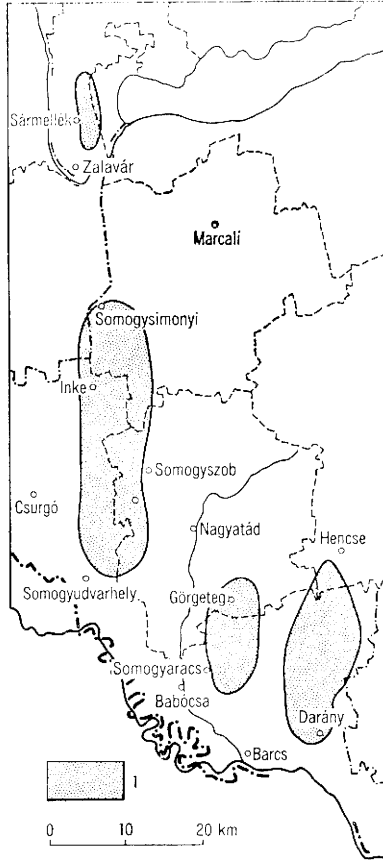 Sármellék
Zalavár
Marcali
Somogysimonyi
Inke
Somogyszob
Csurgó
Nagyatád
Hencse
Somogyudvarhely
Görgeteg
Somogyaracs
Babócsa
Darány
Barcs
1
0 10 20 km